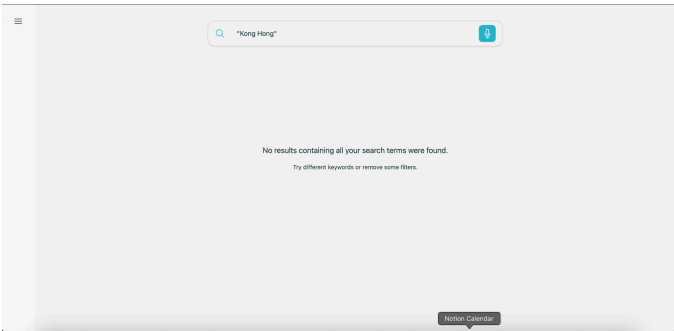 "Kong Hong"
No results containing all your search terms were found.
Try different keywords or remove some filters.
Notion Calendar